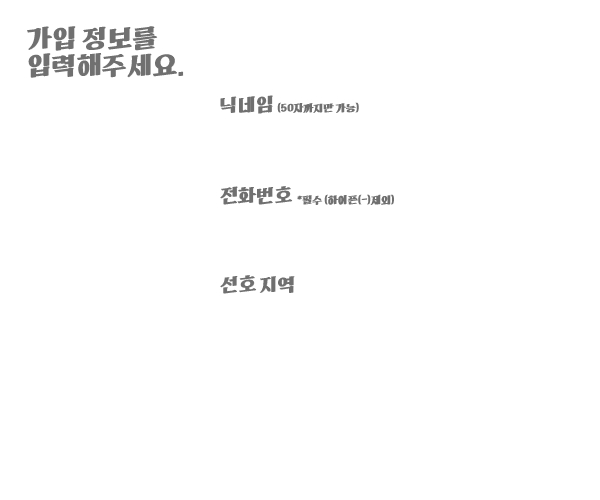 가입 정보를
입력해주세요.
닉네임 (50자까지만 가능)
전화번호 *필수 (하이픈(-)제외)
선호 지역